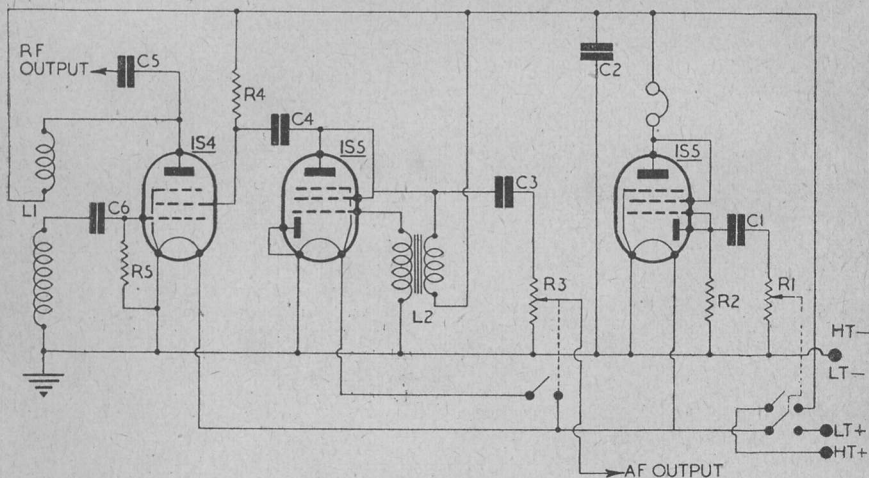 RF
OUTPUT
C5
R4
C4
C2
IS4
IS5
IS5
L1
C6
C3
C1
R5
L2
R3
R2
R1
HT–
LT–
LT+
HT+
AF OUTPUT